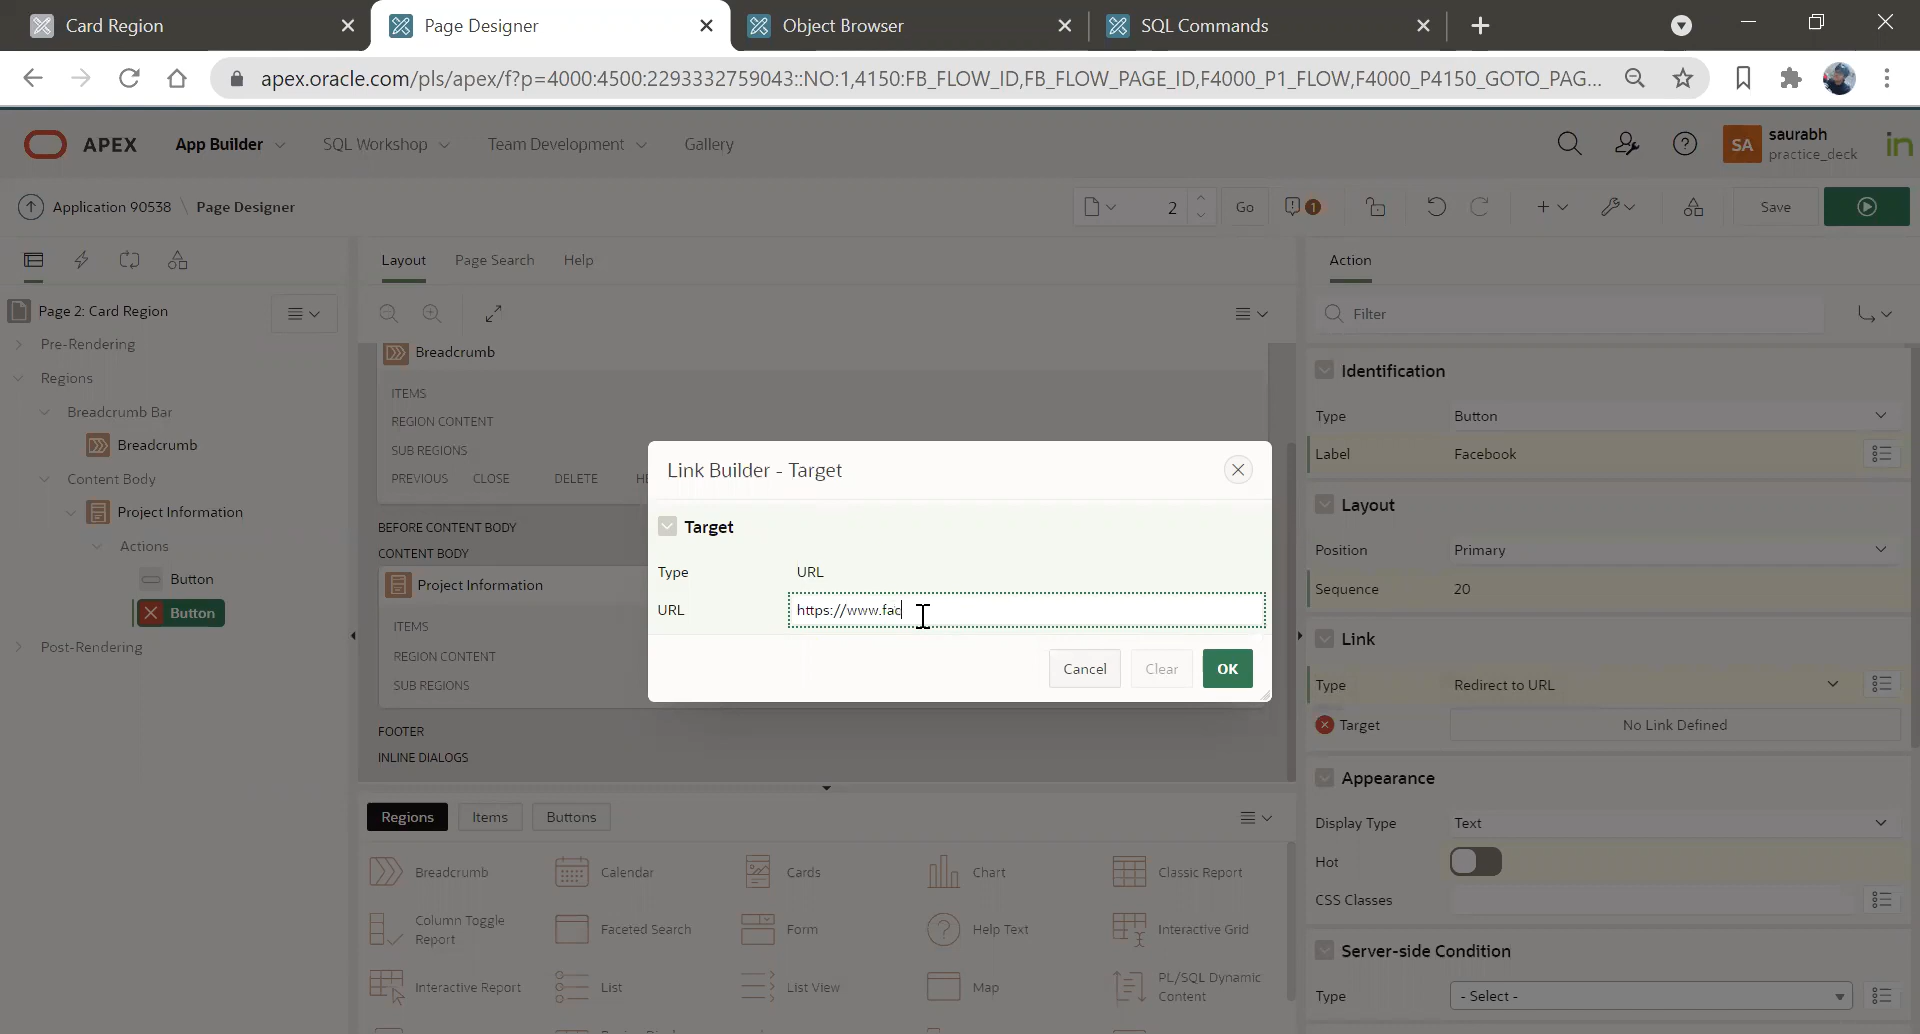 Card Region
Page Designer
Object Browser
SQL Commands
apex.oracle.com/pls/apex/f?p=4000:4500:2293332759043::NO:1,4150:FB_FLOW_ID,FB_FLOW_PAGE_ID,F4000_P1_FLOW,F4000_P4150_GOTO_PAG...
APEX App Builder SQL Workshop Team Development Gallery
SA saurabh
practice_deck
in
Application 90538 \ Page Designer
2 Go 1 Save
Layout Page Search Help
Action
Page 2: Card Region
Pre-Rendering
Regions
Breadcrumb Bar
Breadcrumb
Content Body
Project Information
Actions
Button
Button
Post-Rendering
Breadcrumb
ITEMS
REGION CONTENT
SUB REGIONS
PREVIOUS CLOSE DELETE HE
BEFORE CONTENT BODY
CONTENT BODY
Project Information
ITEMS
REGION CONTENT
SUB REGIONS
FOOTER
INLINE DIALOGS
Link Builder - Target
Target
Type URL
URL https://www.fac
Cancel Clear OK
Regions Items Buttons
Breadcrumb Calendar Cards Chart Classic Report
Column Toggle
Report
Faceted Search Form Help Text Interactive Grid
Interactive Report List List View Map
PL/SQL Dynamic
Content
Filter
Identification
Type Button
Label Facebook
Layout
Position Primary
Sequence 20
Link
Type Redirect to URL
Target No Link Defined
Appearance
Display Type Text
Hot
CSS Classes
Server-side Condition
Type - Select -